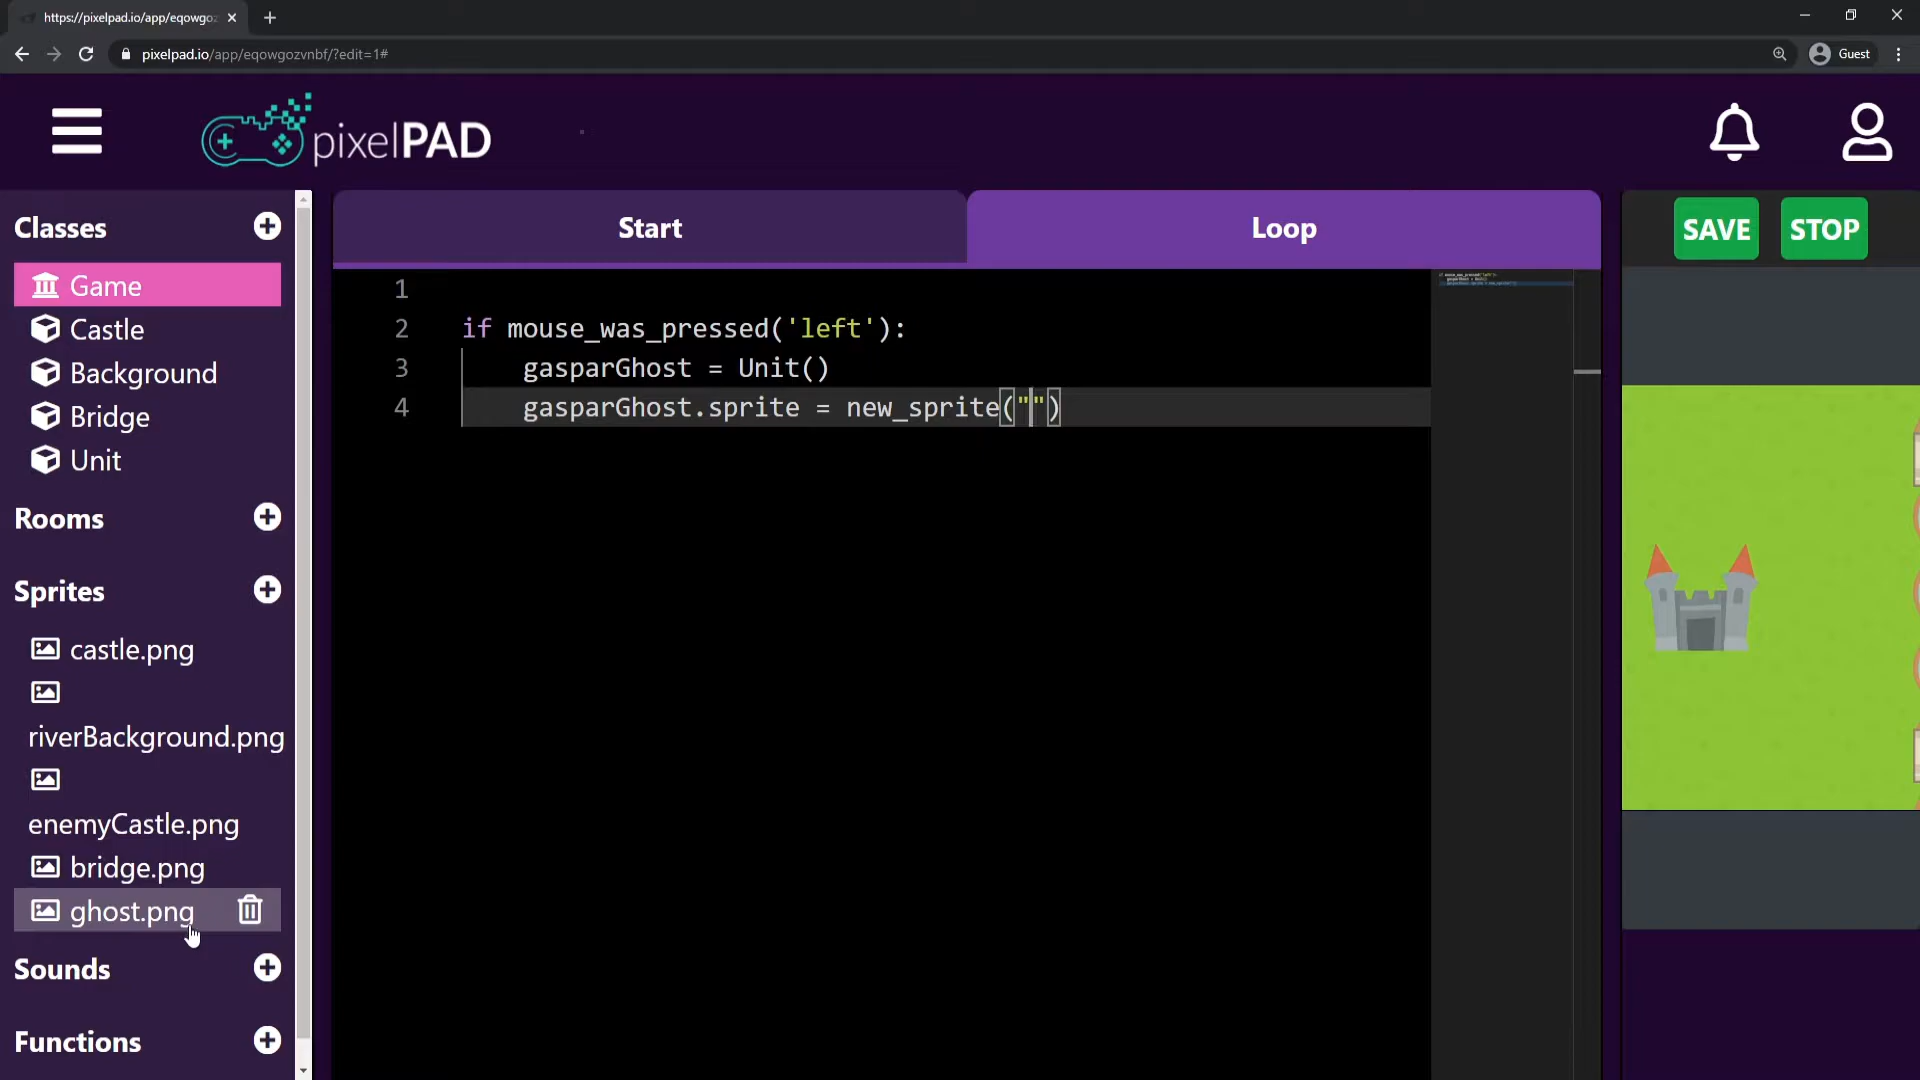 https://pixelpad.io/app/eqowgoz
pixelpad.io/app/eqowgozvnbf/?edit=1#
Guest
pixelPAD
Classes
Game
Castle
Background
Bridge
Unit
Rooms
Sprites
castle.png
riverBackground.png
enemyCastle.png
bridge.png
ghost.png
Sounds
Functions
Start
Loop
1
2 if mouse_was_pressed('left'):
3 gasparGhost = Unit()
4 gasparGhost.sprite = new_sprite("")
SAVE
STOP